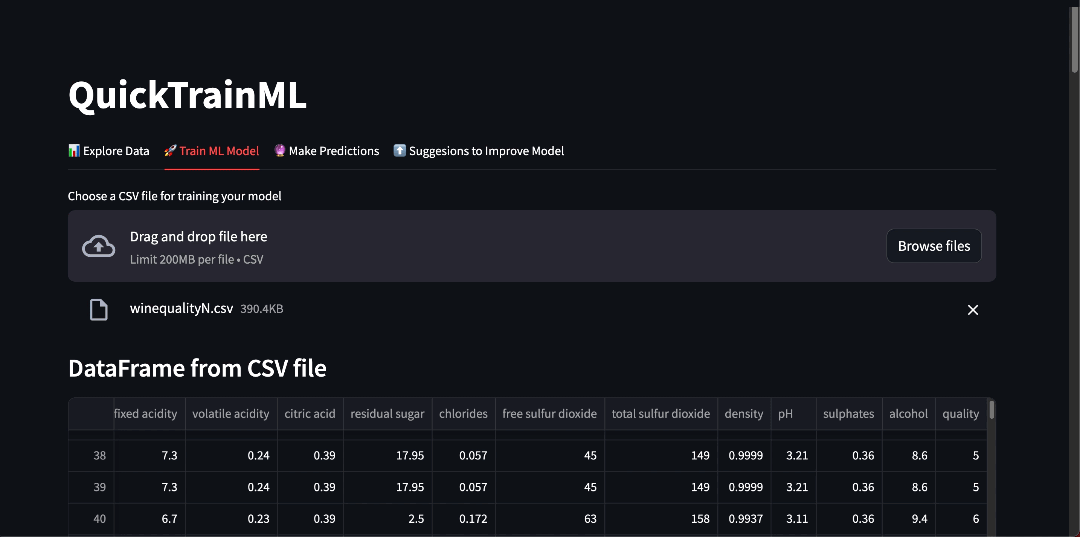 QuickTrainML
Explore Data Train ML Model Make Predictions Suggesions to Improve Model
Choose a CSV file for training your model
Drag and drop file here
Limit 200MB per file • CSV
Browse files
winequalityN.csv 390.4KB
DataFrame from CSV file
fixed acidity volatile acidity citric acid residual sugar chlorides free sulfur dioxide total sulfur dioxide density pH sulphates alcohol quality
38 7.3 0.24 0.39 17.95 0.057 45 149 0.9999 3.21 0.36 8.6 5
39 7.3 0.24 0.39 17.95 0.057 45 149 0.9999 3.21 0.36 8.6 5
40 6.7 0.23 0.39 2.5 0.172 63 158 0.9937 3.11 0.36 9.4 6